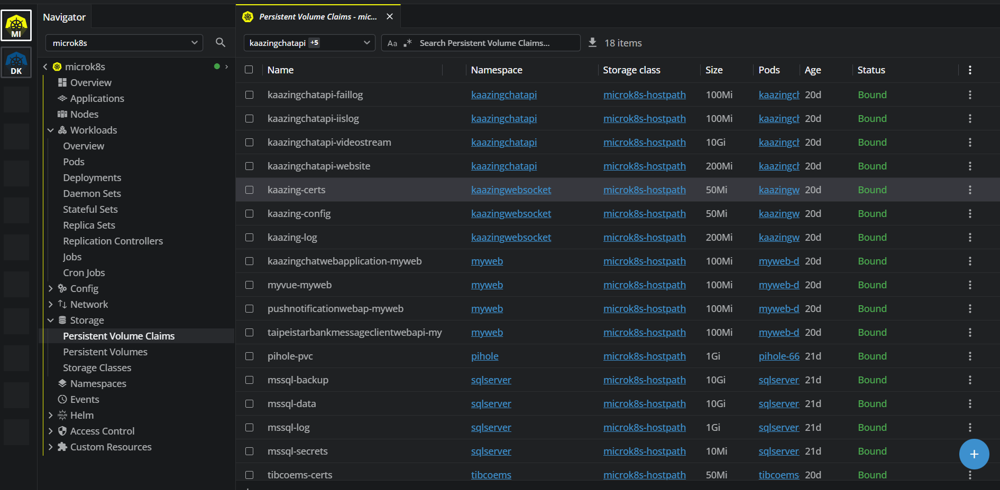 Navigator
Persistent Volume Claims - mic...
MI
DK
microk8s
kaazingchatapi +5
Aa .* Search Persistent Volume Claims...
18 items
microk8s
Overview
Applications
Nodes
Workloads
Overview
Pods
Deployments
Daemon Sets
Stateful Sets
Replica Sets
Replication Controllers
Jobs
Cron Jobs
Config
Network
Storage
Persistent Volume Claims
Persistent Volumes
Storage Classes
Namespaces
Events
HELM Helm
Access Control
Custom Resources
Name Namespace Storage class Size Pods Age Status
kaazingchatapi-faillog kaazingchatapi microk8s-hostpath 100Mi kaazingch 20d Bound
kaazingchatapi-iislog kaazingchatapi microk8s-hostpath 100Mi kaazingch 20d Bound
kaazingchatapi-videostream kaazingchatapi microk8s-hostpath 10Gi kaazingch 20d Bound
kaazingchatapi-website kaazingchatapi microk8s-hostpath 200Mi kaazingch 20d Bound
kaazing-certs kaazingwebsocket microk8s-hostpath 50Mi kaazingw 20d Bound
kaazing-config kaazingwebsocket microk8s-hostpath 50Mi kaazingw 20d Bound
kaazing-log kaazingwebsocket microk8s-hostpath 200Mi kaazingw 20d Bound
kaazingchatwebapplication-myweb myweb microk8s-hostpath 100Mi myweb-d 20d Bound
myvue-myweb myweb microk8s-hostpath 100Mi myweb-d 20d Bound
pushnotificationwebap-myweb myweb microk8s-hostpath 100Mi myweb-d 20d Bound
taipeistarbankmessageclientwebapi-my myweb microk8s-hostpath 100Mi myweb-d 20d Bound
pihole-pvc pihole microk8s-hostpath 1Gi pihole-66 21d Bound
mssql-backup sqlserver microk8s-hostpath 10Gi sqlserver 21d Bound
mssql-data sqlserver microk8s-hostpath 10Gi sqlserver 21d Bound
mssql-log sqlserver microk8s-hostpath 1Gi sqlserver 21d Bound
mssql-secrets sqlserver microk8s-hostpath 10Mi sqlserver 21d Bound
tibcoems-certs tibcoems microk8s-hostpath 50Mi tibcoems 20d Bound